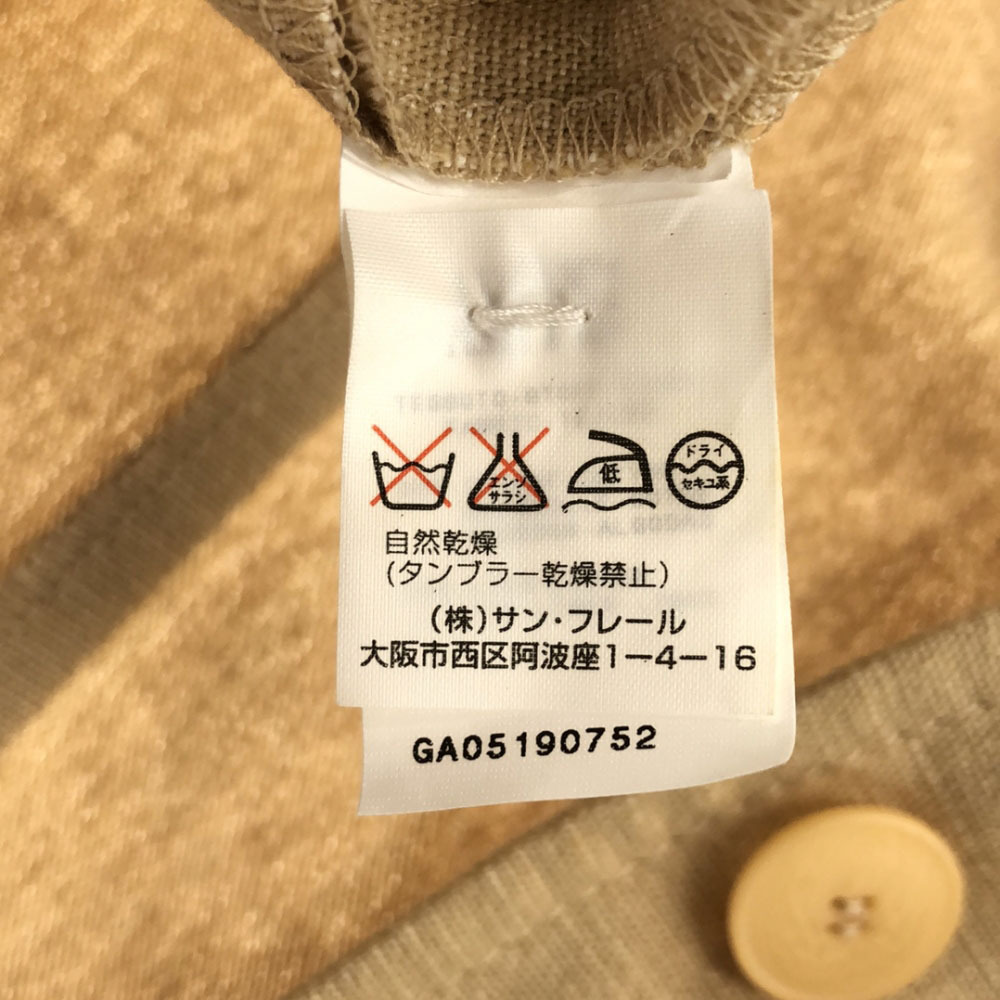 エンソ
サラシ
低
ドライ
セキユ系
自然乾燥
(タンブラー乾燥禁止)
(株)サン・フレール
大阪市西区阿波座1-4-16
GA05190752